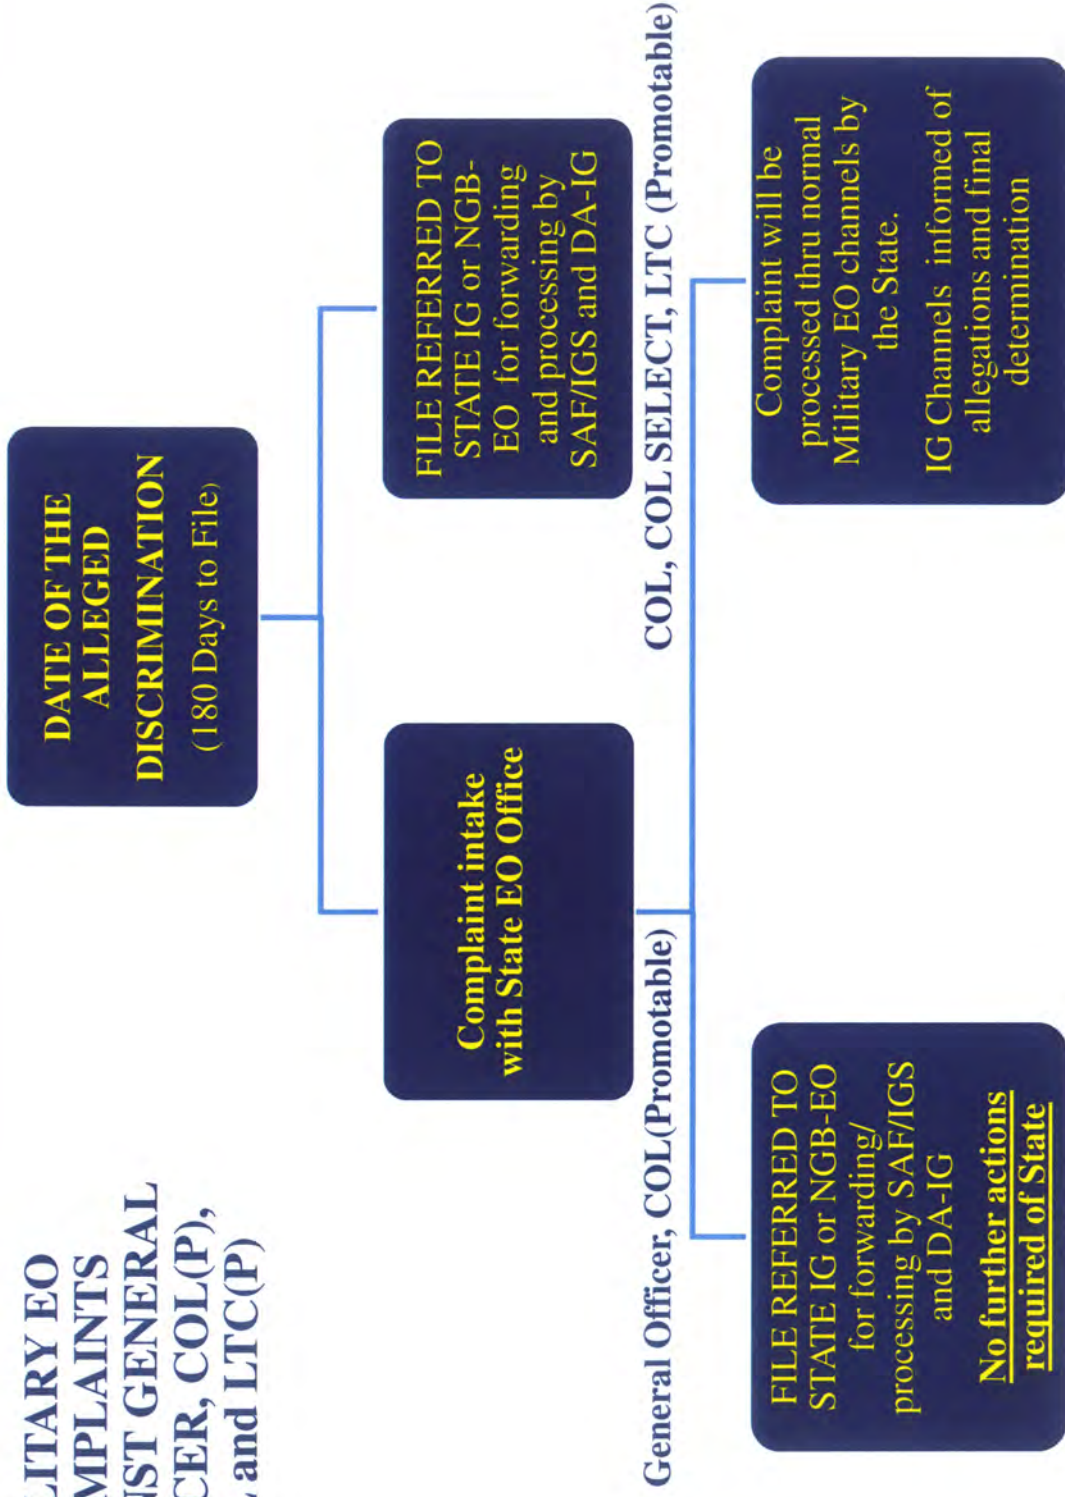 LITARY EO
MPLAINTS
NST GENERAL
CER, COL(P),
and LTC(P)
DATE OF THE
ALLEGED
DISCRIMINATION
(180 Days to File)
Complaint intake
with State EO Office
FILE REFERRED TO
STATE IG or NGB-
EO for forwarding
and processing by
SAF/IGS and DA-IG
General Officer, COL(Promotable)
COL, COL SELECT, LTC (Promotable)
FILE REFERRED TO
STATE IG or NGB-EO
for forwarding/
processing by SAF/IGS
and DA-IG
No further actions
required of State
Complaint will be
processed thru normal
Military EO channels by
the State.
IG Channels informed of
allegations and final
determination